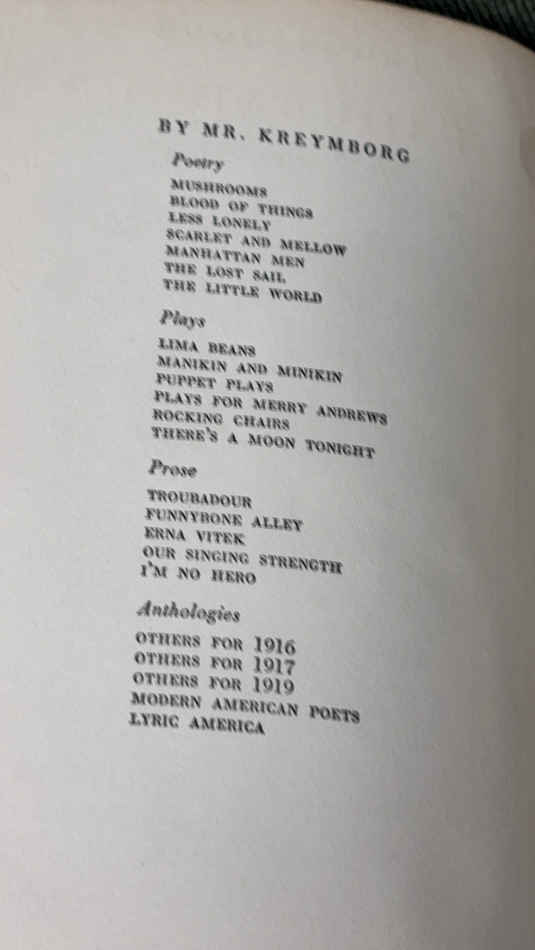 BY MR. KREYMBORG
Poetry
MUSHROOMS
BLOOD OF THINGS
LESS LONELY
SCARLET AND MELLOW
MANHATTAN MEN
THE LOST SAIL
THE LITTLE WORLD
Plays
LIMA BEANS
MANIKIN AND MINIKIN
PUPPET PLAYS
PLAYS FOR MERRY ANDREWS
ROCKING CHAIRS
THERE'S A MOON TONIGHT
Prose
TROUBADOUR
FUNNYBONE ALLEY
ERNA VITEK
OUR SINGING STRENGTH
I'M NO HERO
Anthologies
OTHERS FOR 1916
OTHERS FOR 1917
OTHERS FOR 1919
MODERN AMERICAN POETS
LYRIC AMERICA